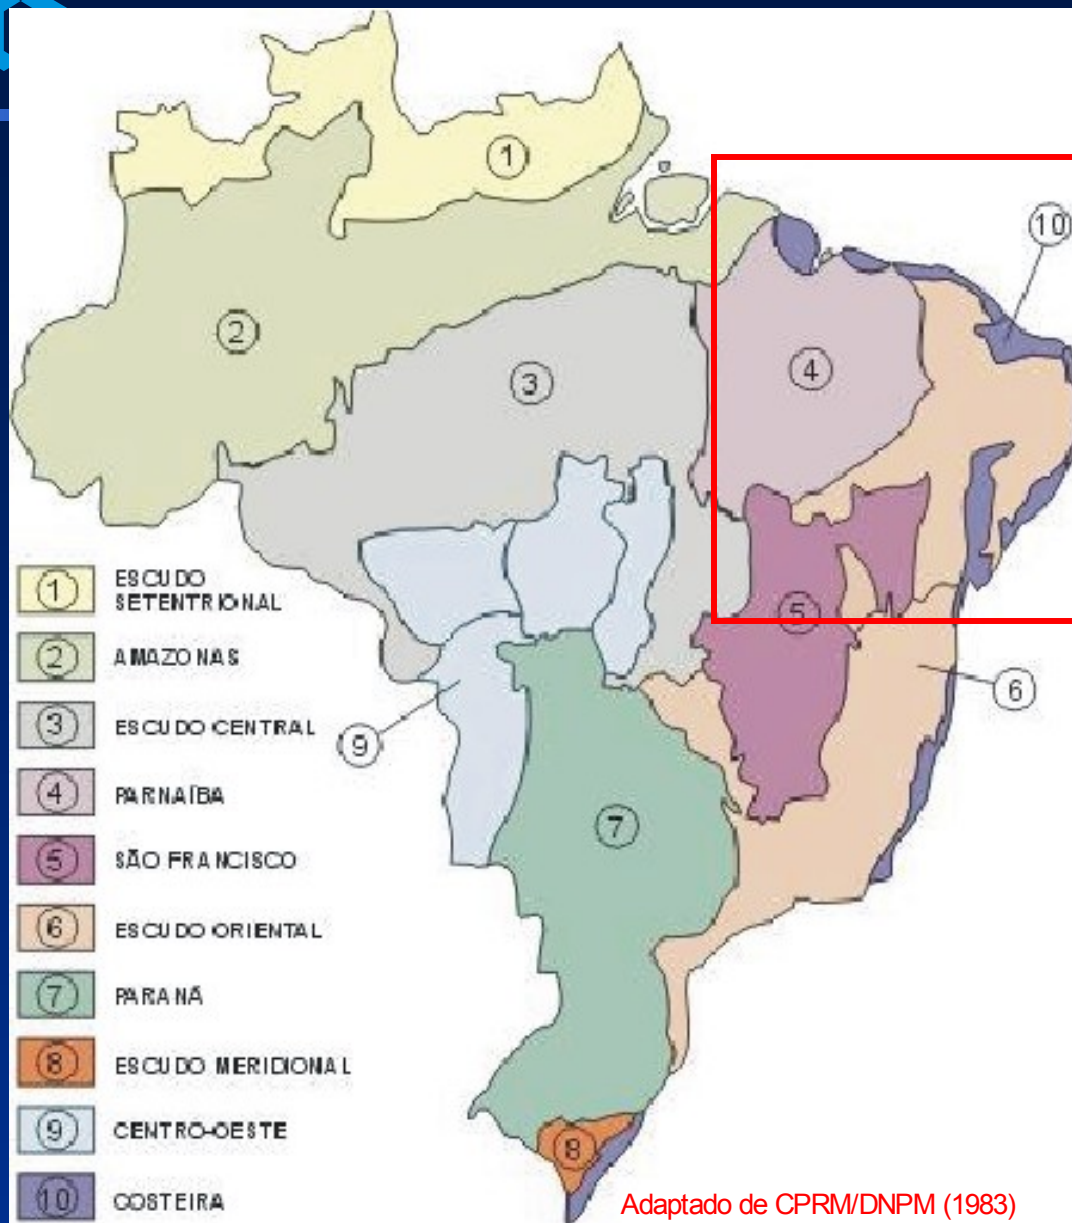 1
10
2
3
4
5
6
9
7
8
1 ESCUDO
SETENTRIONAL
2 AMAZONAS
3 ESCUDO CENTRAL
4 PARNAÍBA
5 SÃO FRANCISCO
6 ESCUDO ORIENTAL
7 PARANÁ
8 ESCUDO MERIDIONAL
9 CENTRO-OESTE
10 COSTEIRA
Adaptado de CPRM/DNPM (1983)